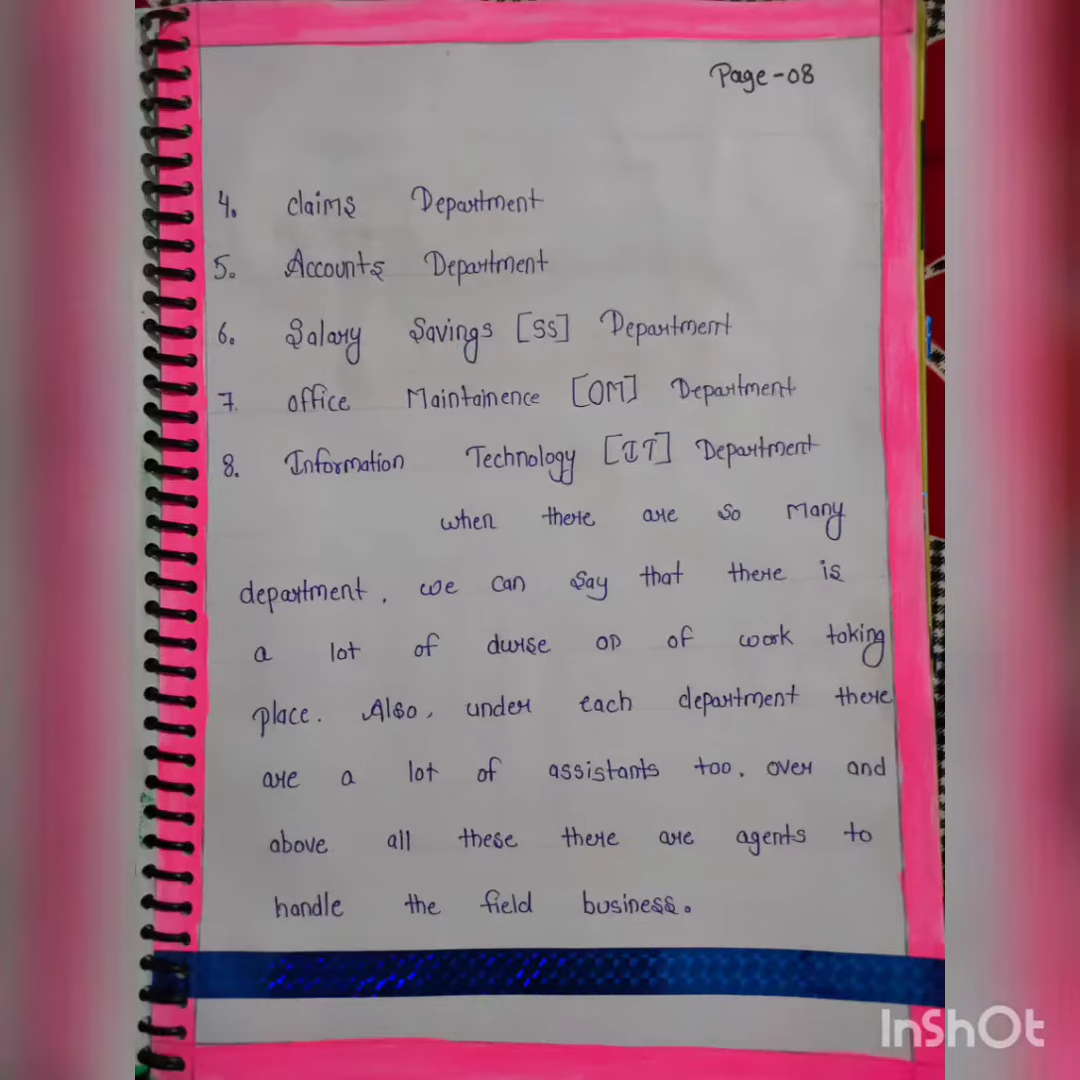 Page-08
4. claims Department
5. Accounts Department
6. Salary Savings [SS] Department
7. office Maintainence [OM] Department
8. Information Technology [IT] Department
when there are so many
department, we can say that there is
a lot of of work taking
place. Also, under each department there
are a lot of assistants too. over and
above all these there are agents to
handle the field business.
InShOt